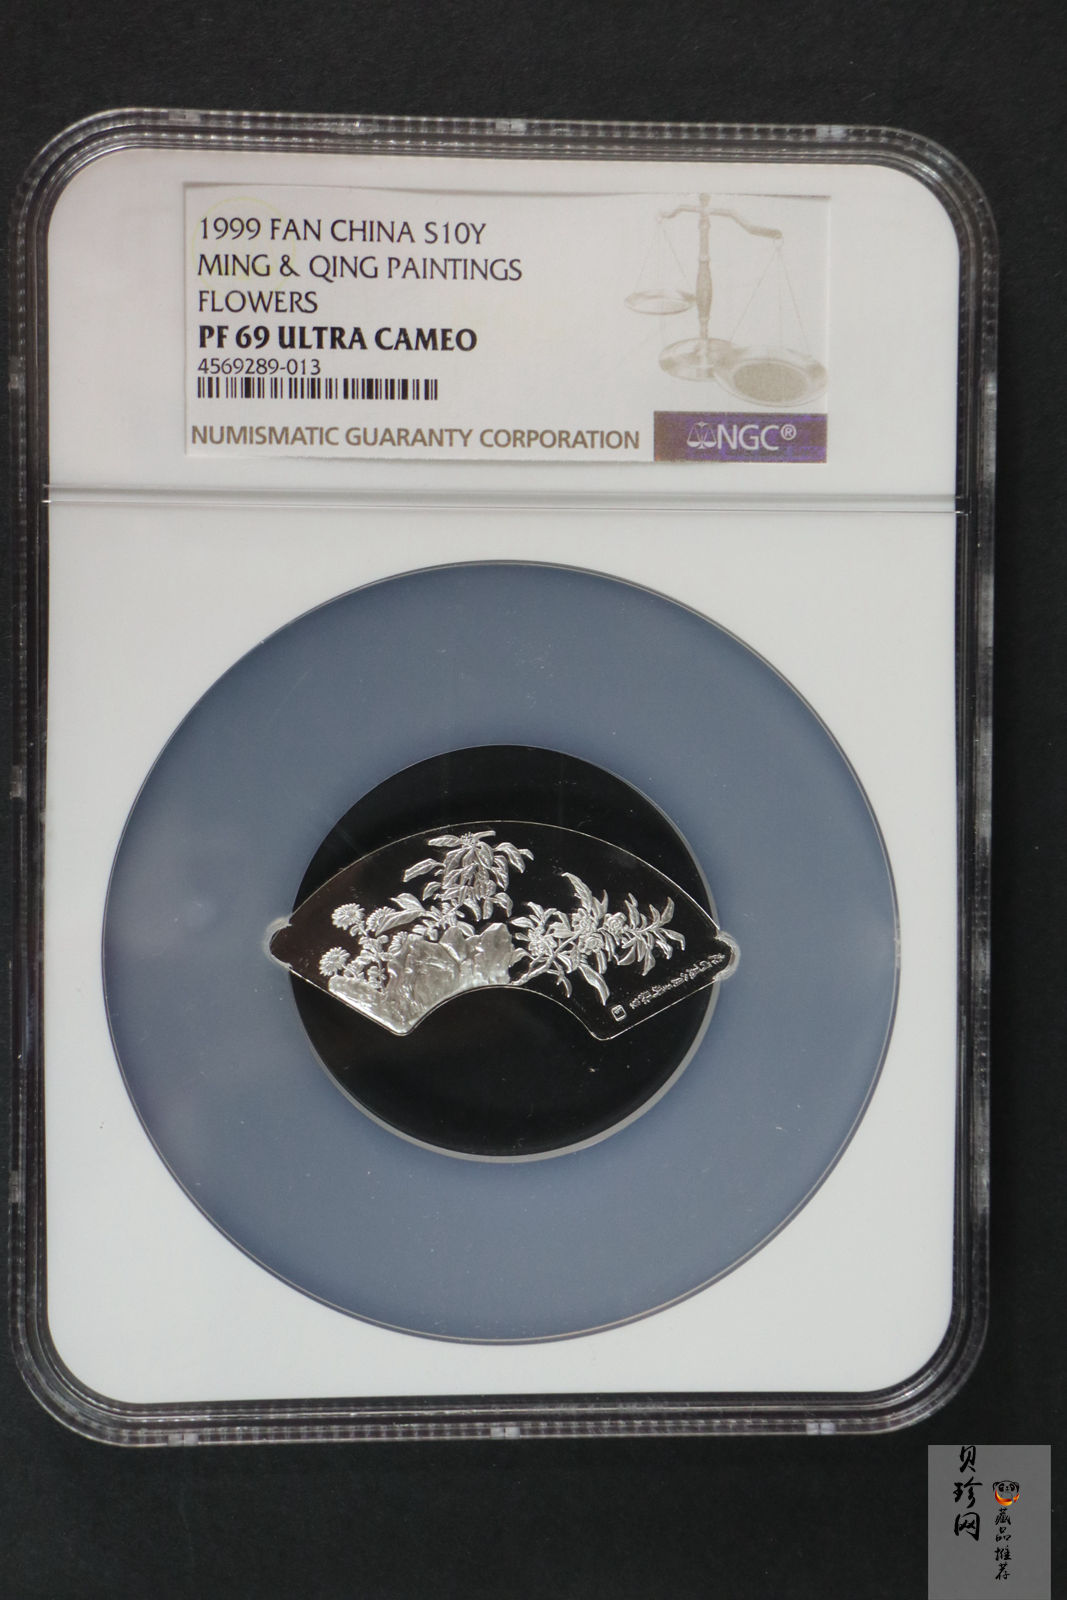 1999 FAN CHINA S10Y
MING & QING PAINTINGS
FLOWERS
PF 69 ULTRA CAMEO
4569289-013
NUMISMATIC GUARANTY CORPORATION
NGC®
贝珍网
藏品推荐